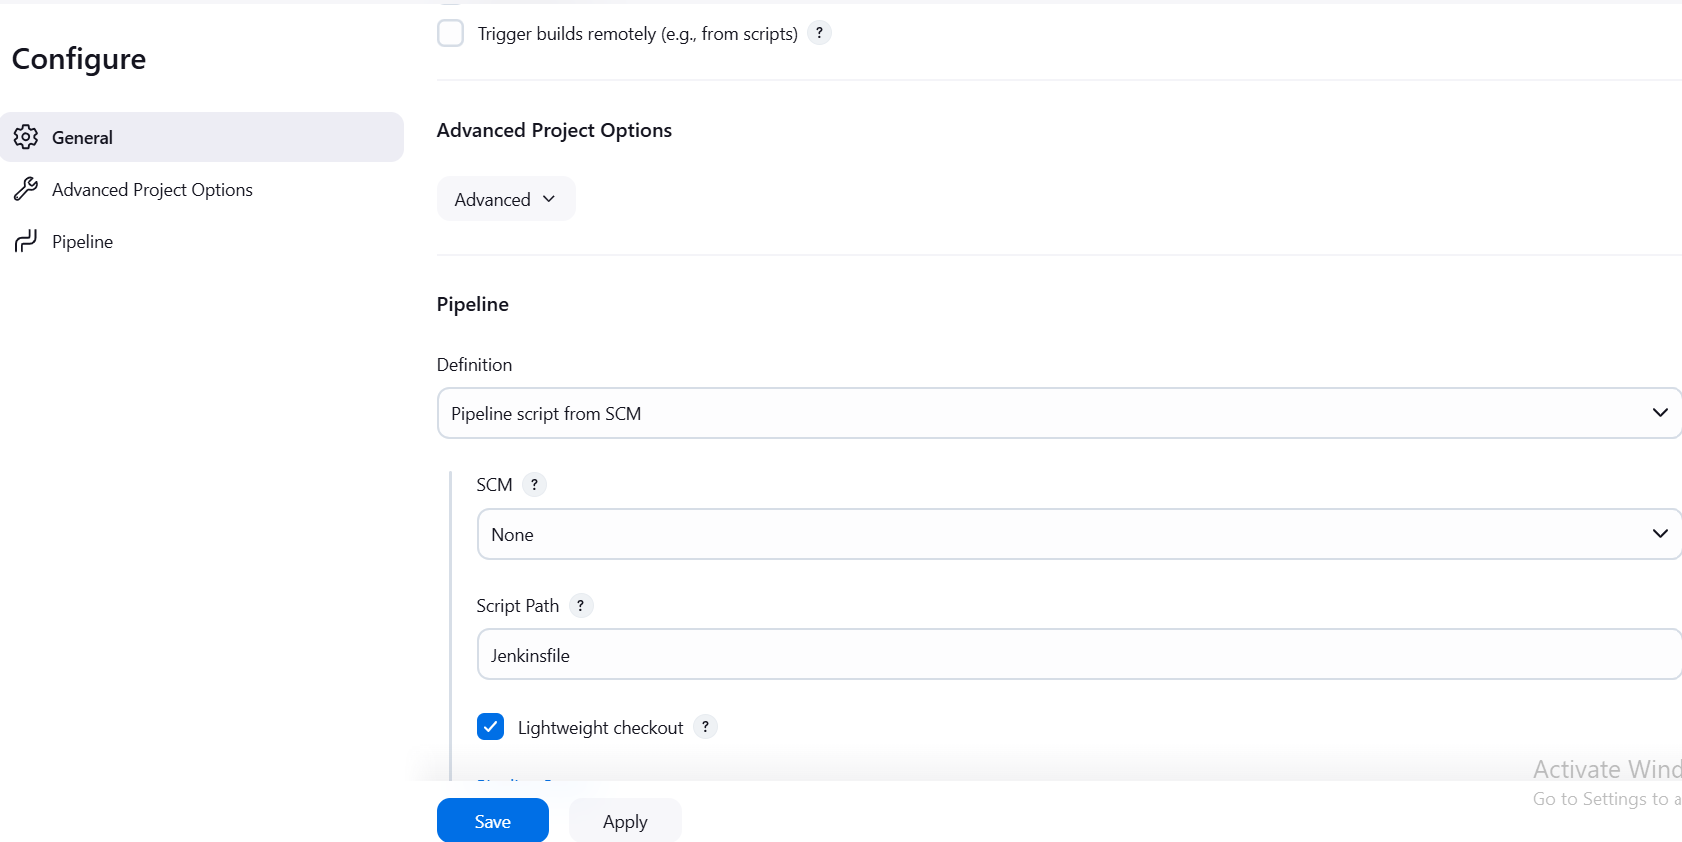 Configure
General
Advanced Project Options
Pipeline
Trigger builds remotely (e.g., from scripts) ?
Advanced Project Options
Advanced
Pipeline
Definition
Pipeline script from SCM
SCM ?
None
Script Path ?
Jenkinsfile
Lightweight checkout ?
Save
Apply
Activate Wind
Go to Settings to a